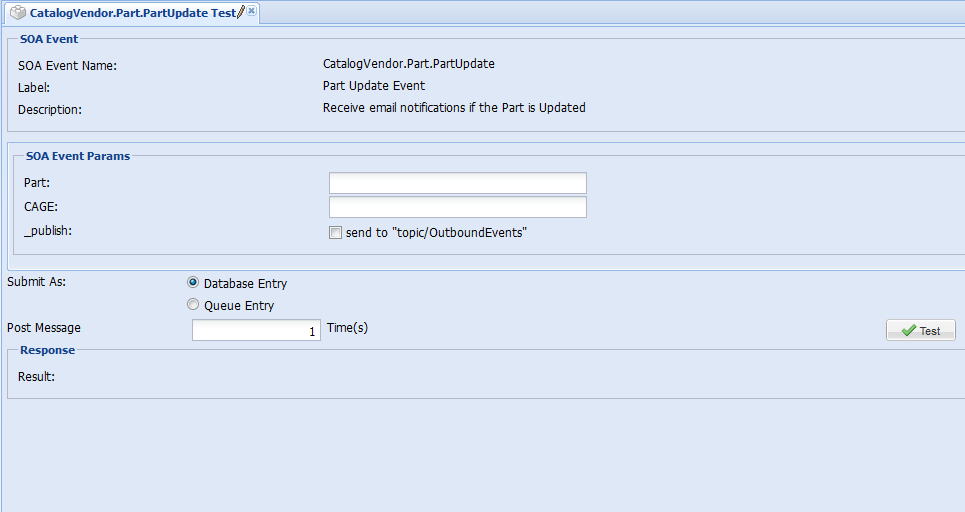 CatalogVendor.Part.PartUpdate Test
SOA Event
SOA Event Name: CatalogVendor.Part.PartUpdate
Label: Part Update Event
Description: Receive email notifications if the Part is Updated
SOA Event Params
Part:
CAGE:
_publish: send to "topic/OutboundEvents"
Submit As: Database Entry
Queue Entry
Post Message 1 Time(s) Test
Response
Result: